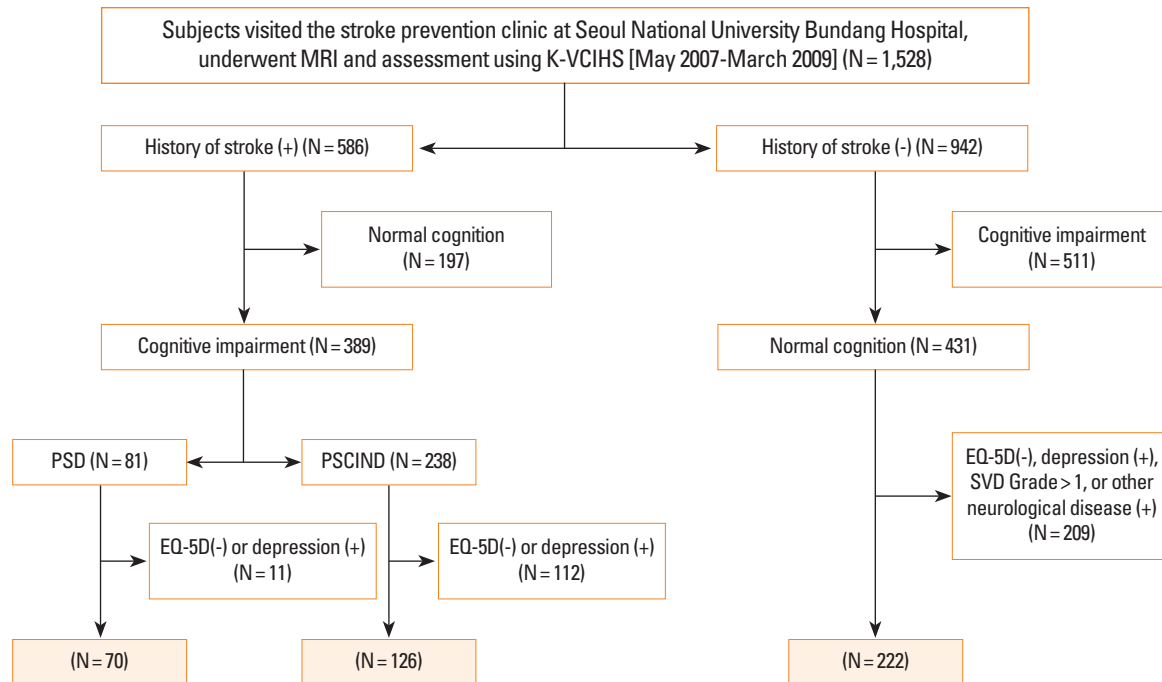 Subjects visited the stroke prevention clinic at Seoul National University Bundang Hospital,
underwent MRI and assessment using K-VCIHS [May 2007-March 2009] (N = 1,528)
History of stroke (+) (N = 586)
History of stroke (-) (N = 942)
Normal cognition
(N = 197)
Cognitive impairment
(N = 511)
Cognitive impairment (N = 389)
Normal cognition (N = 431)
PSD (N = 81)
PSCIND (N = 238)
EQ-5D(-), depression (+),
SVD Grade > 1, or other
neurological disease (+)
(N = 209)
EQ-5D(-) or depression (+)
(N = 11)
EQ-5D(-) or depression (+)
(N = 112)
(N = 70)
(N = 126)
(N = 222)